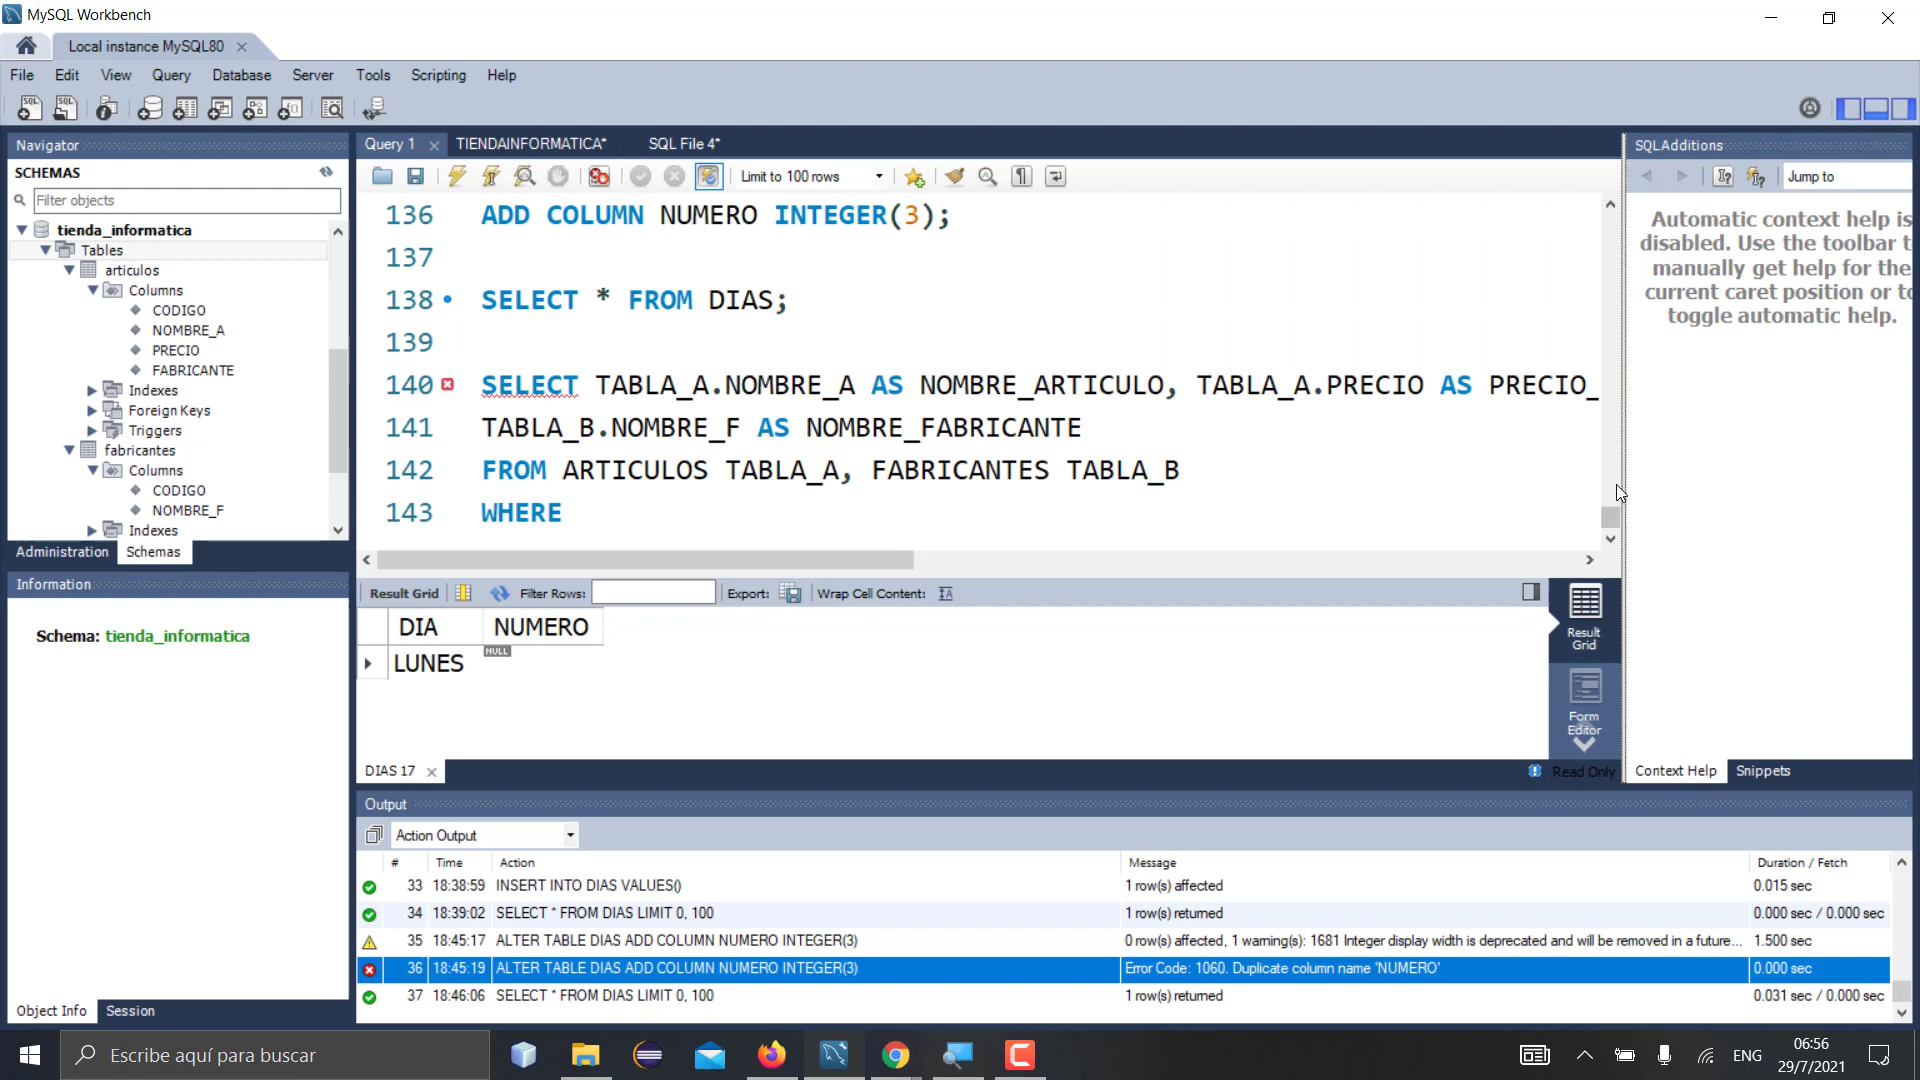 MySQL Workbench
Local instance MySQL80
File Edit View Query Database Server Tools Scripting Help
Navigator
SCHEMAS
Filter objects
tienda_informatica
Tables
articulos
Columns
CODIGO
NOMBRE_A
PRECIO
FABRICANTE
Indexes
Foreign Keys
Triggers
fabricantes
Columns
CODIGO
NOMBRE_F
Indexes
Administration Schemas
Information
Schema: tienda_informatica
Object Info Session
Query 1 TIENDAINFORMATICA* SQL File 4*
Limit to 100 rows
136 ADD COLUMN NUMERO INTEGER(3);
137
138 SELECT * FROM DIAS;
139
140 SELECT TABLA_A.NOMBRE_A AS NOMBRE_ARTICULO, TABLA_A.PRECIO AS PRECIO_
141 TABLA_B.NOMBRE_F AS NOMBRE_FABRICANTE
142 FROM ARTICULOS TABLA_A, FABRICANTES TABLA_B
143 WHERE
Result Grid Filter Rows: Export: Wrap Cell Content:
DIA NUMERO
LUNES NULL
Result Grid
Form Editor
DIAS 17
Read Only
SQLAdditions
Jump to
Automatic context help is
disabled. Use the toolbar t
manually get help for the
current caret position or to
toggle automatic help.
Context Help Snippets
Output
Action Output
# Time Action Message Duration / Fetch
33 18:38:59 INSERT INTO DIAS VALUES() 1 row(s) affected 0.015 sec
34 18:39:02 SELECT * FROM DIAS LIMIT 0, 100 1 row(s) returned 0.000 sec / 0.000 sec
35 18:45:17 ALTER TABLE DIAS ADD COLUMN NUMERO INTEGER(3) 0 row(s) affected, 1 warning(s): 1681 Integer display width is deprecated and will be removed in a future... 1.500 sec
36 18:45:19 ALTER TABLE DIAS ADD COLUMN NUMERO INTEGER(3) Error Code: 1060. Duplicate column name 'NUMERO' 0.000 sec
37 18:46:06 SELECT * FROM DIAS LIMIT 0, 100 1 row(s) returned 0.031 sec / 0.000 sec
Escribe aquí para buscar
ENG
06:56
29/7/2021